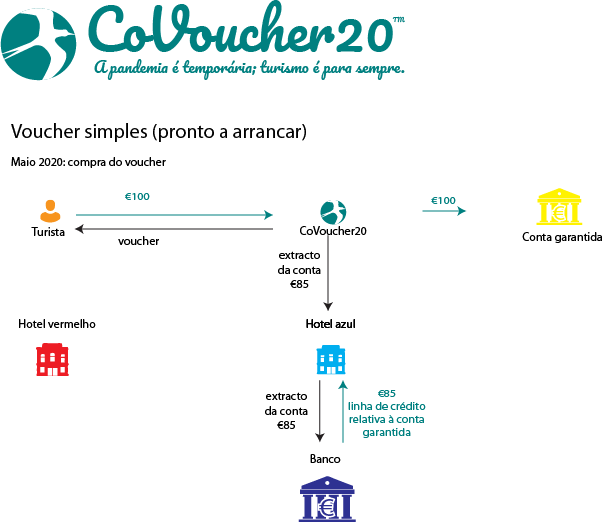 CoVoucher20™
A pandemia é temporária; turismo é para sempre.
Voucher simples (pronto a arrancar)
Maio 2020: compra do voucher
€100
€100
Turista
voucher
CoVoucher20
Conta garantida
extracto
da conta
€85
Hotel vermelho
Hotel azul
extracto
da conta
€85
€85
linha de crédito
relativa à conta
garantida
Banco